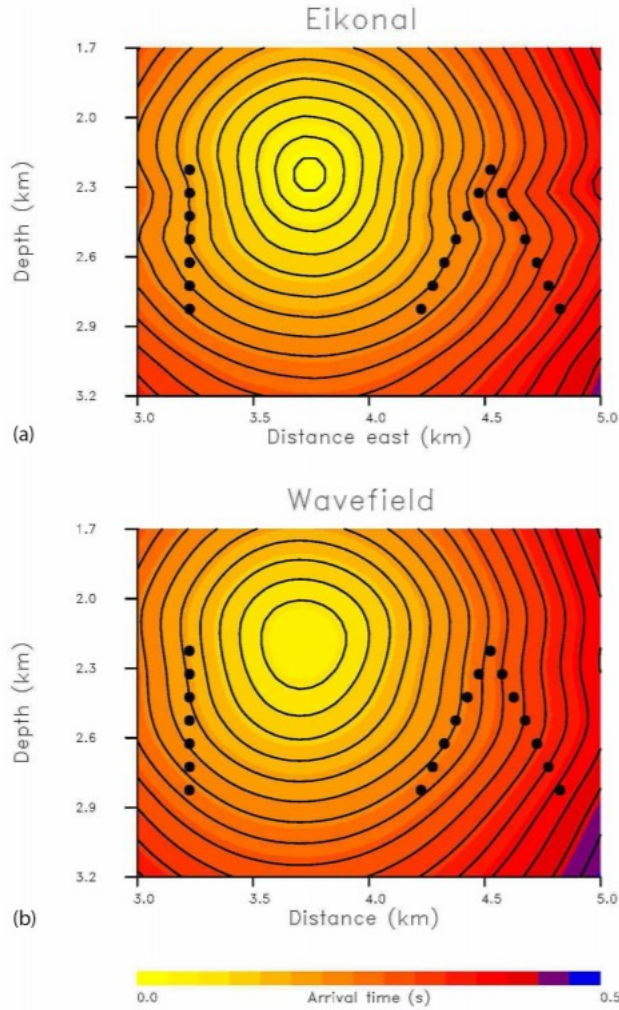 Eikonal
1.7
2.0
2.3
2.6
2.9
3.2
Depth (km)
3.0 3.5 4.0 4.5 5.0
Distance east (km)
(a)
Wavefield
1.7
2.0
2.3
2.6
2.9
3.2
Depth (km)
3.0 3.5 4.0 4.5 5.0
Distance (km)
(b)
0.0 Arrival time (s) 0.5